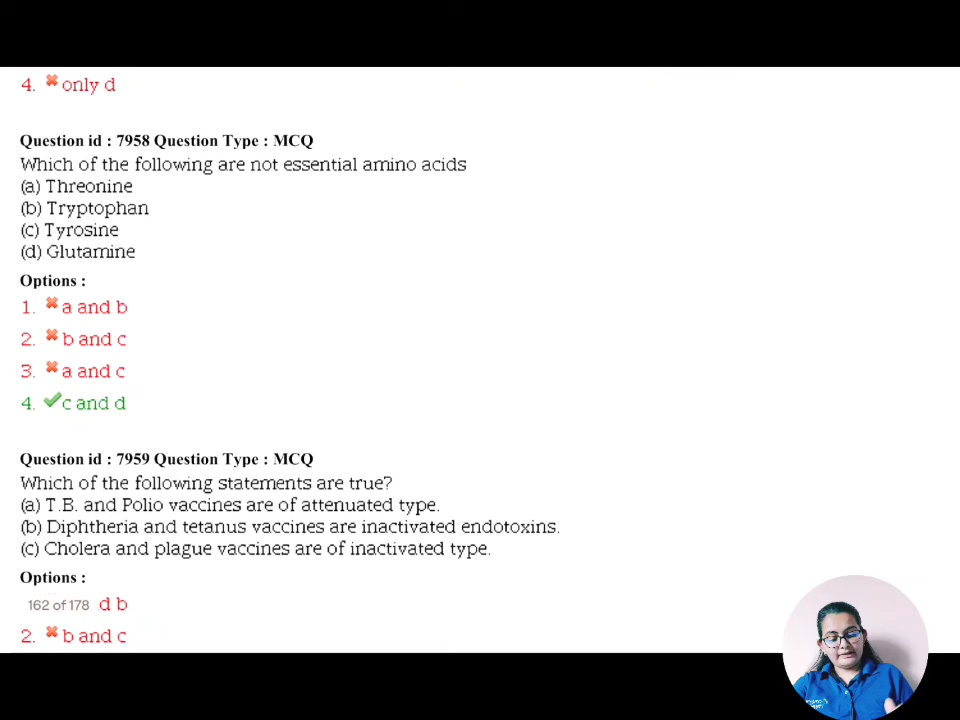 4. only d
Question id : 7958 Question Type : MCQ
Which of the following are not essential amino acids
(a) Threonine
(b) Tryptophan
(c) Tyrosine
(d) Glutamine
Options :
1. a and b
2. b and c
3. a and c
4. c and d
Question id : 7959 Question Type : MCQ
Which of the following statements are true?
(a) T.B. and Polio vaccines are of attenuated type.
(b) Diphtheria and tetanus vaccines are inactivated endotoxins.
(c) Cholera and plague vaccines are of inactivated type.
Options :
162 of 178 d b
2. b and c